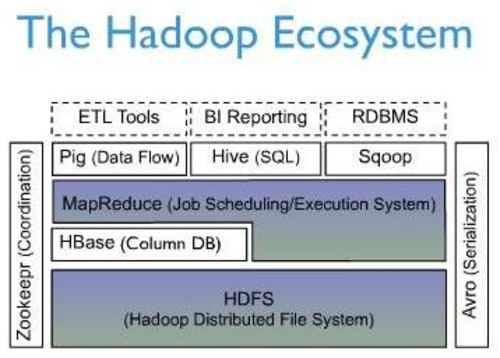 The Hadoop Ecosystem
ETL Tools
BI Reporting
RDBMS
Zookeepr (Coordination)
Pig (Data Flow)
Hive (SQL)
Sqoop
Avro (Serialization)
MapReduce (Job Scheduling/Execution System)
HBase (Column DB)
HDFS
(Hadoop Distributed File System)